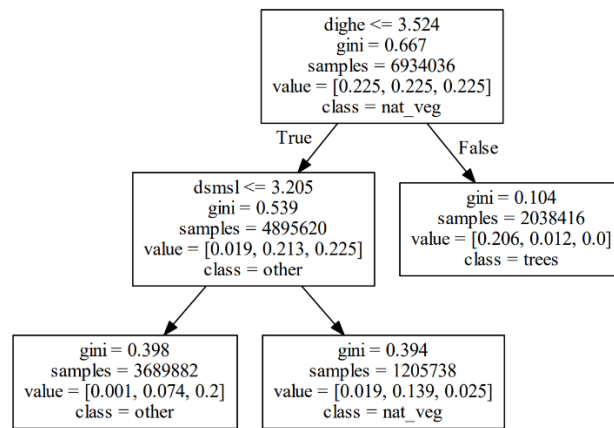 dighe <= 3.524
gini = 0.667
samples = 6934036
value = [0.225, 0.225, 0.225]
class = nat_veg
True
False
dsmsl <= 3.205
gini = 0.539
samples = 4895620
value = [0.019, 0.213, 0.225]
class = other
gini = 0.104
samples = 2038416
value = [0.206, 0.012, 0.0]
class = trees
gini = 0.398
samples = 3689882
value = [0.001, 0.074, 0.2]
class = other
gini = 0.394
samples = 1205738
value = [0.019, 0.139, 0.025]
class = nat_veg